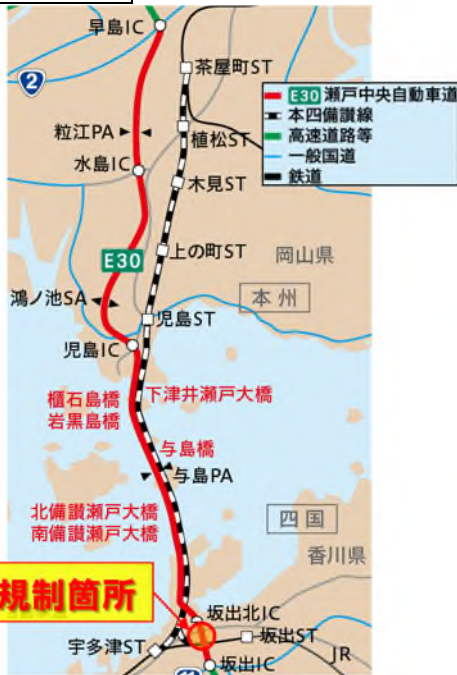 早島IC
2
茶屋町ST
E30 瀬戸中央自動車道
本四備讃線
高速道路等
一般国道
鉄道
粒江PA
植松ST
水島IC
木見ST
上の町ST
岡山県
E30
本州
鴻ノ池SA
児島ST
児島IC
櫃石島橋
岩黒島橋
下津井瀬戸大橋
与島橋
与島PA
北備讃瀬戸大橋
南備讃瀬戸大橋
四国
香川県
規制箇所
坂出北IC
坂出ST
宇多津ST
JR
坂出IC